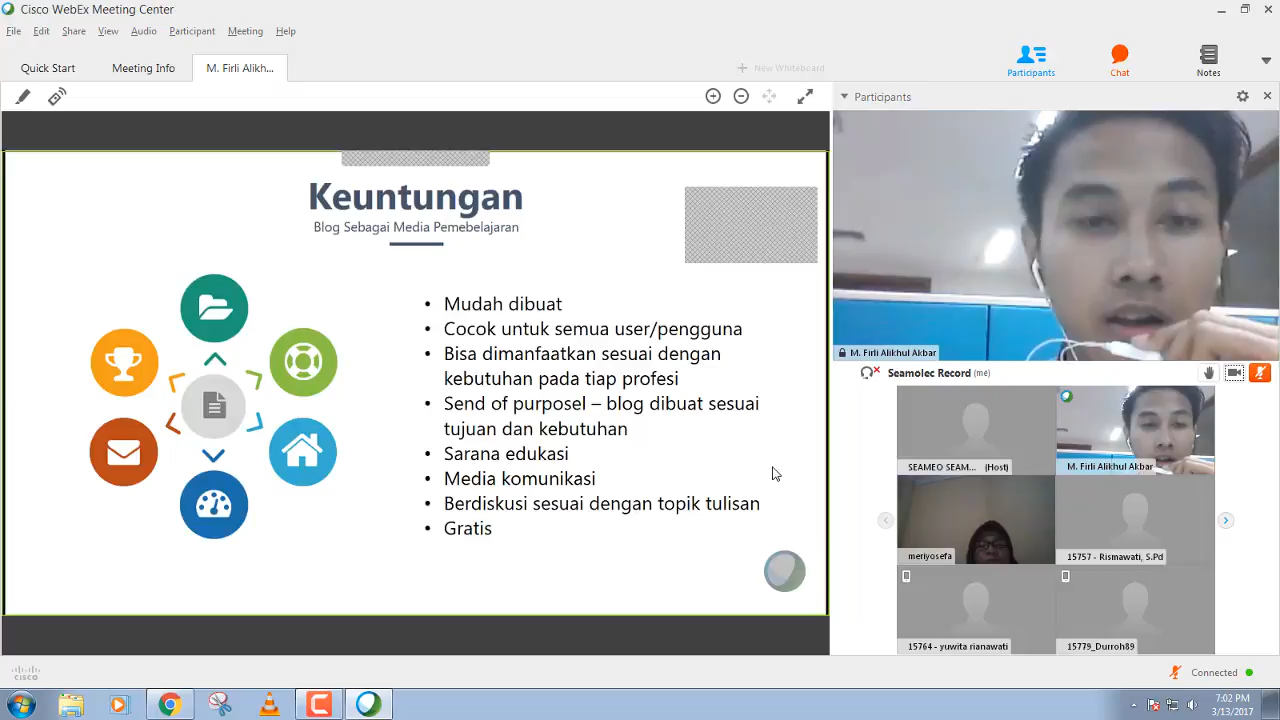 Cisco WebEx Meeting Center
File Edit Share View Audio Participant Meeting Help
Quick Start Meeting Info M. Firli Alikh... New Whiteboard
Participants Chat Notes
Participants
Keuntungan
Blog Sebagai Media Pemebelajaran
• Mudah dibuat
• Cocok untuk semua user/pengguna
• Bisa dimanfaatkan sesuai dengan
kebutuhan pada tiap profesi
• Send of purposel – blog dibuat sesuai
tujuan dan kebutuhan
• Sarana edukasi
• Media komunikasi
• Berdiskusi sesuai dengan topik tulisan
• Gratis
M. Firli Alikhul Akbar
Seamolec Record (me)
SEAMEO SEAM... (Host)
M. Firli Alikhul Akbar
meriyosefa
15757 - Rismawati, S.Pd
15764 - yuwita rianawati
15779_Durroh89
cisco
Connected
7:02 PM
3/13/2017